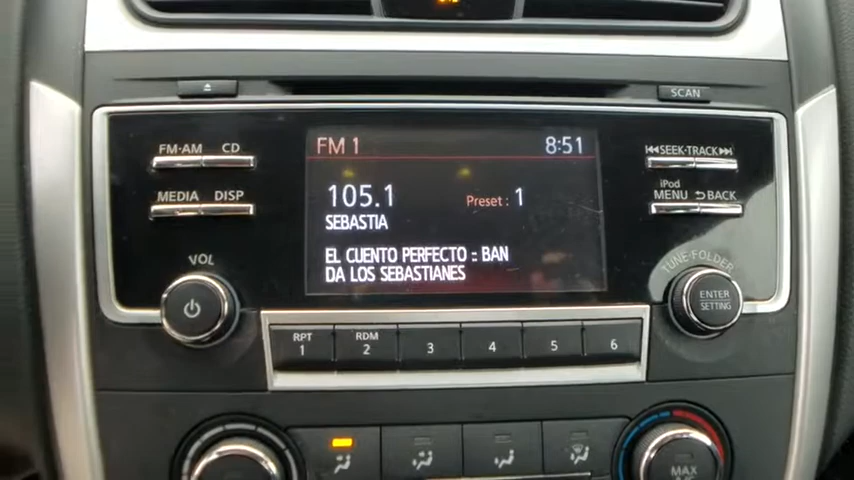 SCAN
FM·AM CD
MEDIA DISP
VOL
FM 1 8:51
105.1 Preset : 1
SEBASTIA
EL CUENTO PERFECTO :: BAN
DA LOS SEBASTIANES
SEEK·TRACK
iPod
MENU BACK
TUNE·FOLDER
ENTER
SETTING
RPT RDM
1 2 3 4 5 6
MAX
A/C